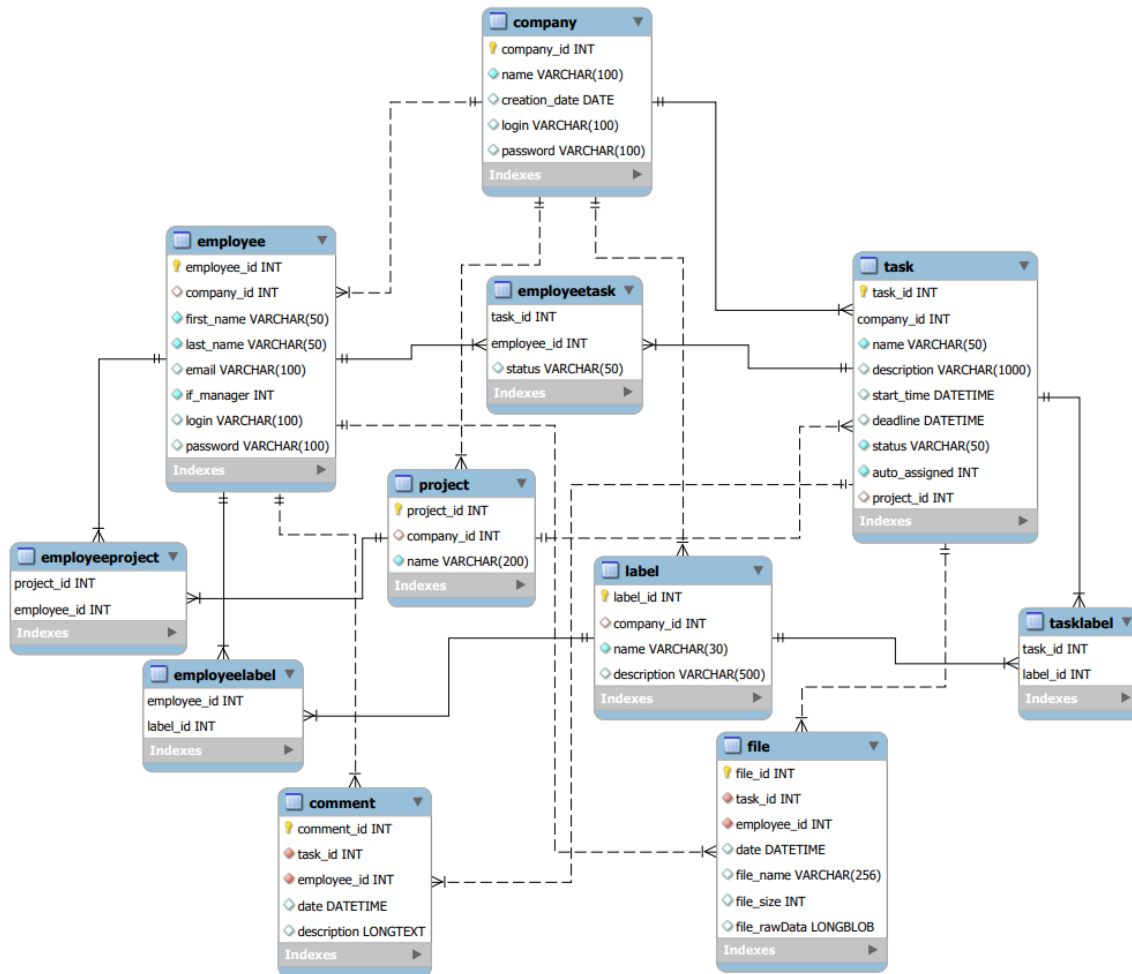 company
company_id INT
name VARCHAR(100)
creation_date DATE
login VARCHAR(100)
password VARCHAR(100)
Indexes
employee
employee_id INT
company_id INT
first_name VARCHAR(50)
last_name VARCHAR(50)
email VARCHAR(100)
if_manager INT
login VARCHAR(100)
password VARCHAR(100)
Indexes
employeetask
task_id INT
employee_id INT
status VARCHAR(50)
Indexes
task
task_id INT
company_id INT
name VARCHAR(50)
description VARCHAR(1000)
start_time DATETIME
deadline DATETIME
status VARCHAR(50)
auto_assigned INT
project_id INT
Indexes
project
project_id INT
company_id INT
name VARCHAR(200)
Indexes
employeeproject
project_id INT
employee_id INT
Indexes
label
label_id INT
company_id INT
name VARCHAR(30)
description VARCHAR(500)
Indexes
tasklabel
task_id INT
label_id INT
Indexes
employeelabel
employee_id INT
label_id INT
Indexes
file
file_id INT
task_id INT
employee_id INT
date DATETIME
file_name VARCHAR(256)
file_size INT
file_rawData LONGBLOB
Indexes
comment
comment_id INT
task_id INT
employee_id INT
date DATETIME
description LONGTEXT
Indexes